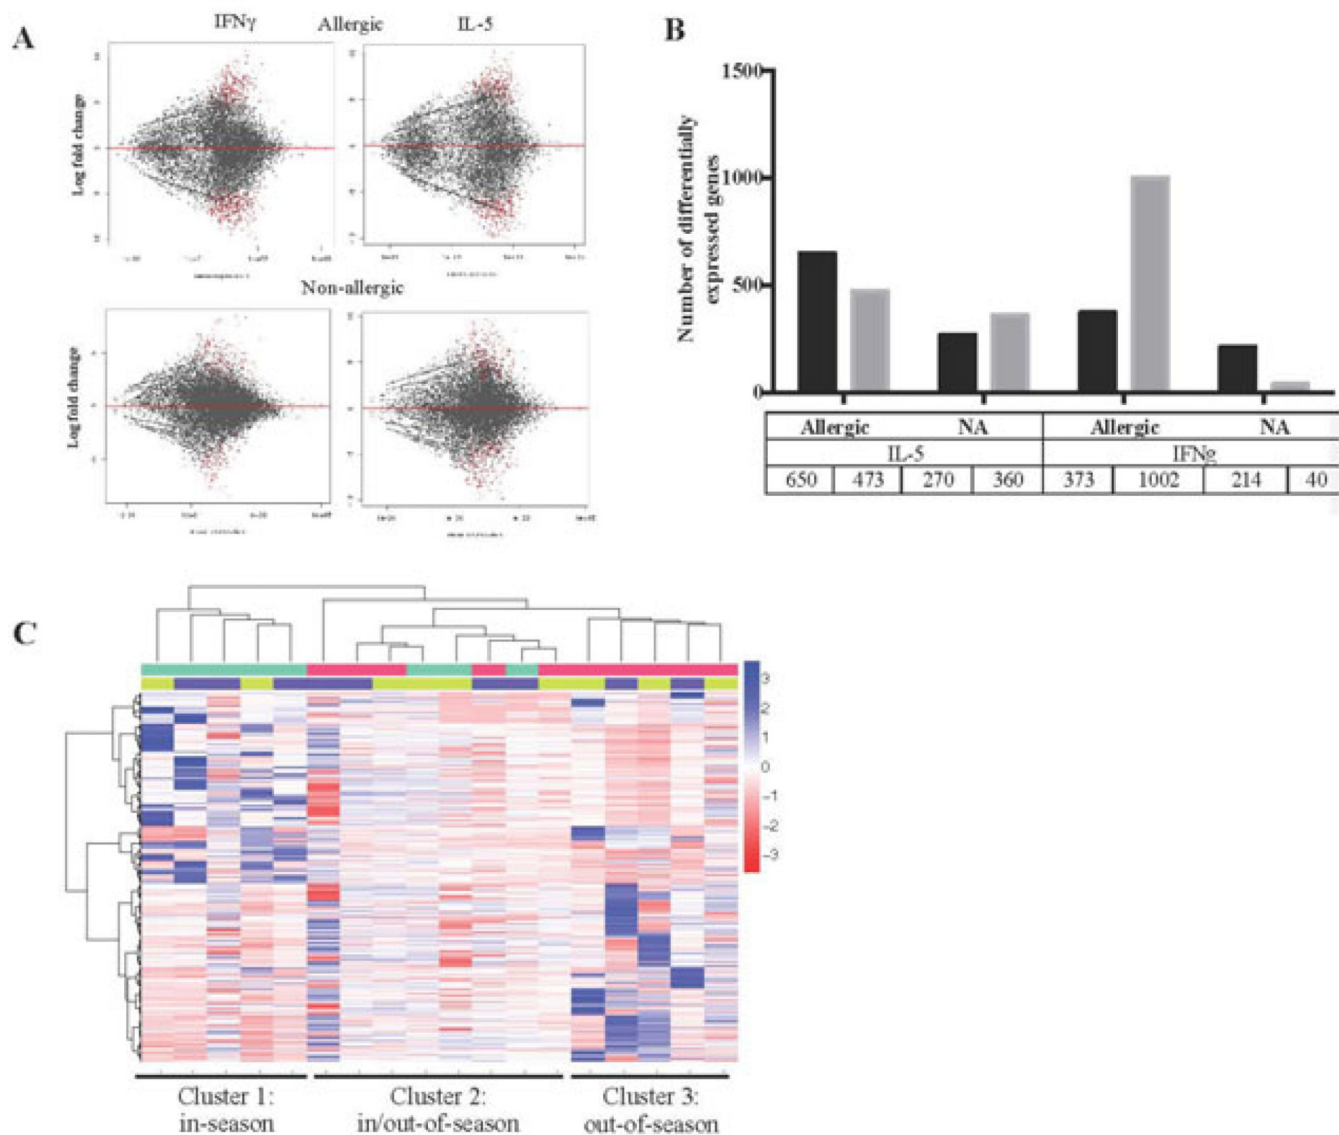 A
IFNγ Allergic IL-5
Log fold change
Non-allergic
Log fold change
B
Number of differentially
expressed genes
1500
1000
500
0
Allergic NA Allergic NA
IL-5 IFNg
650 473 270 360 373 1002 214 40
C
3
2
1
0
−1
−2
−3
Cluster 1: Cluster 2: Cluster 3:
in-season in/out-of-season out-of-season